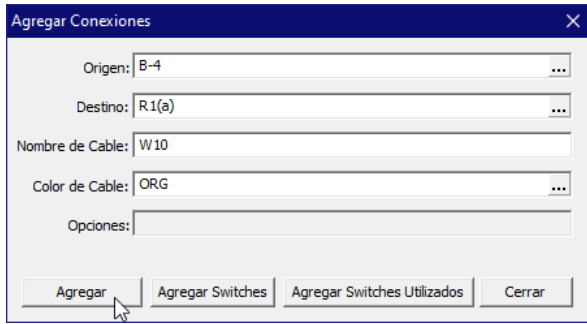 Agregar Conexiones
Origen: B-4 ...
Destino: R1(a) ...
Nombre de Cable: W10
Color de Cable: ORG ...
Opciones:
Agregar Agregar Switches Agregar Switches Utilizados Cerrar